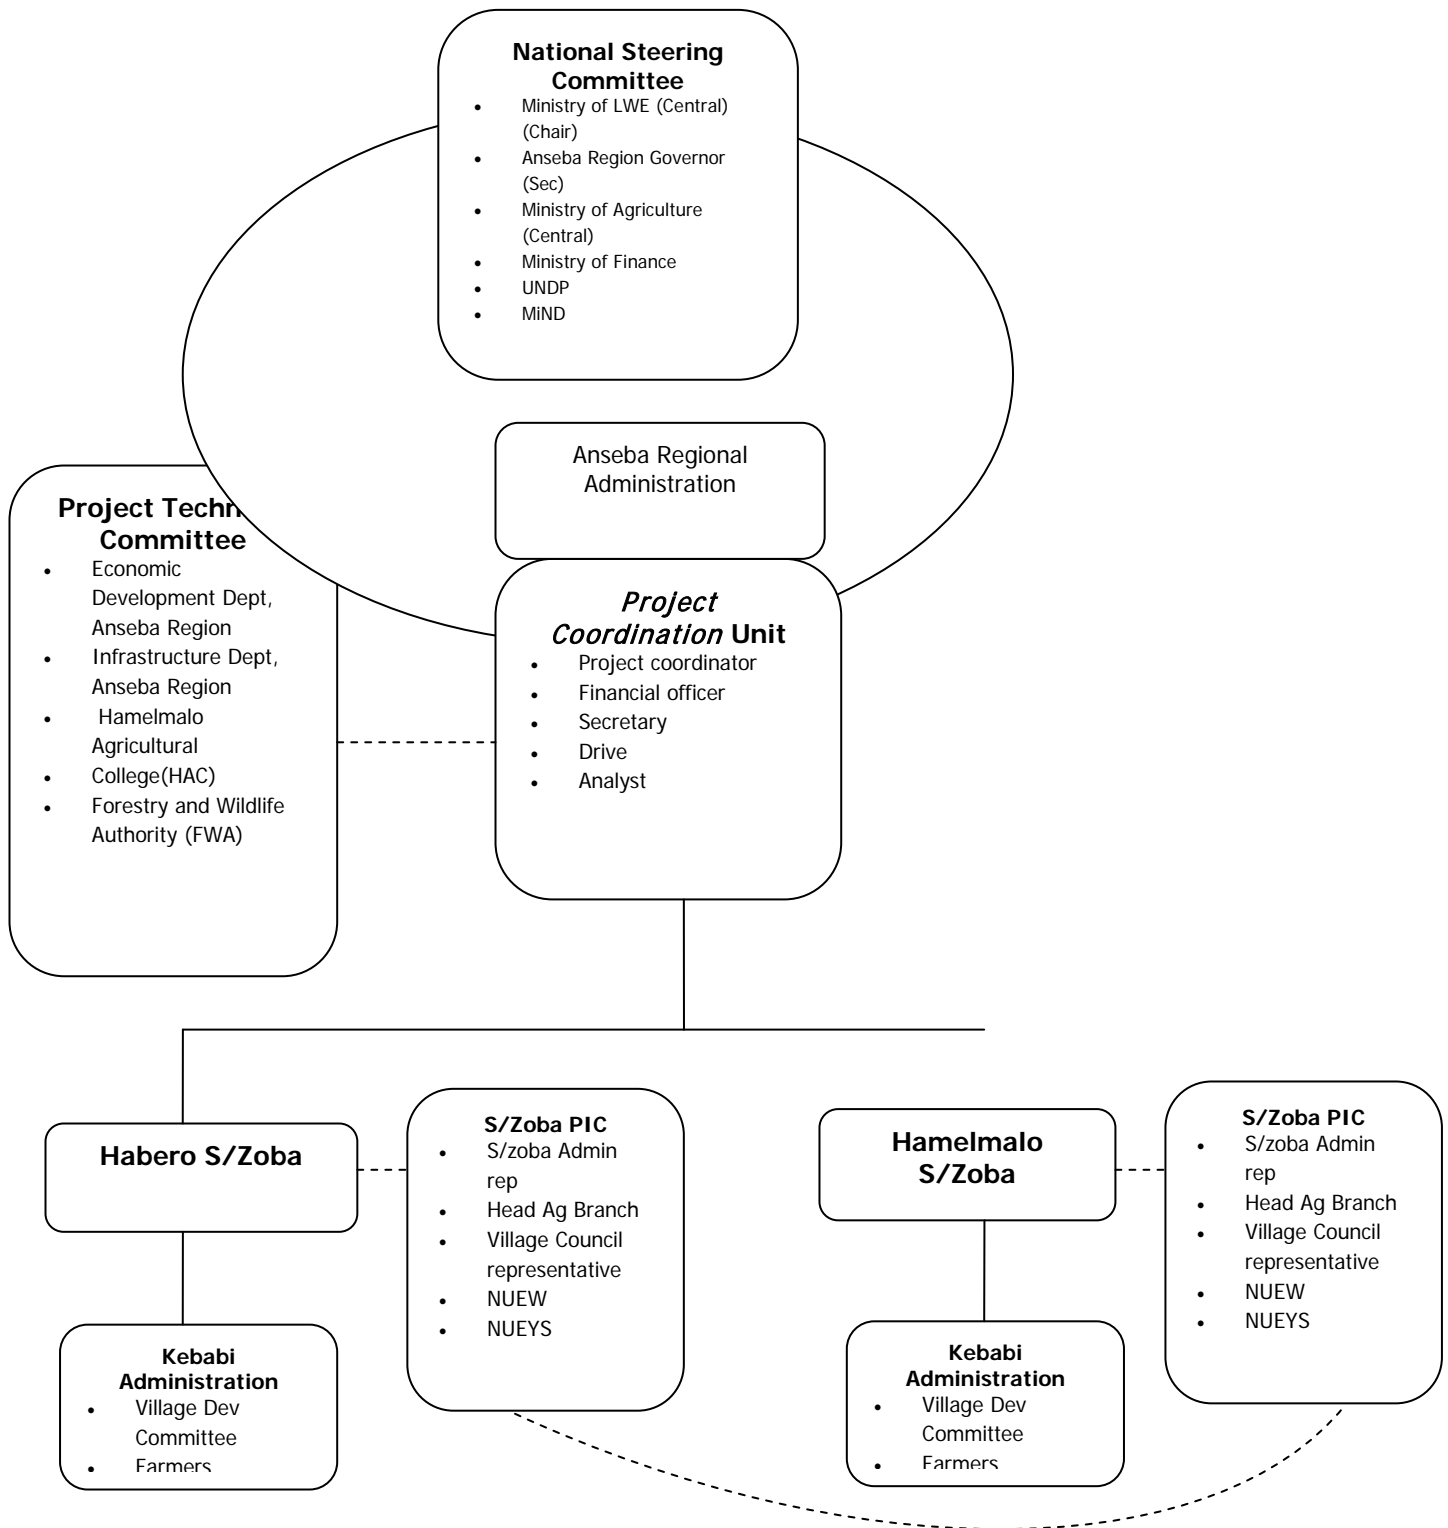 National Steering
Committee
• Ministry of LWE (Central)
(Chair)
• Anseba Region Governor
(Sec)
• Ministry of Agriculture
(Central)
• Ministry of Finance
• UNDP
• MiND
Anseba Regional
Administration
Project Techn
Committee
• Economic
Development Dept,
Anseba Region
• Infrastructure Dept,
Anseba Region
• Hamelmalo
Agricultural
• College(HAC)
• Forestry and Wildlife
Authority (FWA)
Project
Coordination Unit
• Project coordinator
• Financial officer
• Secretary
• Drive
• Analyst
Habero S/Zoba
S/Zoba PIC
• S/zoba Admin
rep
• Head Ag Branch
• Village Council
representative
• NUEW
• NUEYS
Hamelmalo
S/Zoba
S/Zoba PIC
• S/zoba Admin
rep
• Head Ag Branch
• Village Council
representative
• NUEW
• NUEYS
Kebabi
Administration
• Village Dev
Committee
• Farmers
Kebabi
Administration
• Village Dev
Committee
• Farmers